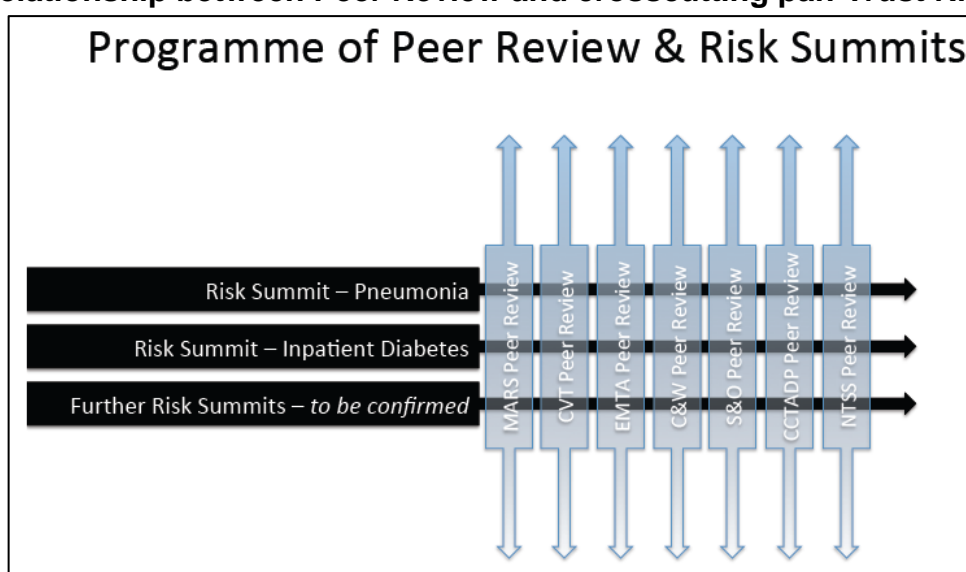 between Peer Review and crosscutting pan Trust
Programme of Peer Review & Risk Summits
Risk Summit – Pneumonia
Risk Summit – Inpatient Diabetes
Further Risk Summits – to be confirmed
MARS Peer Review
CVT Peer Review
EMTA Peer Review
C&W Peer Review
S&O Peer Review
CCTADP Peer Review
NTSS Peer Review